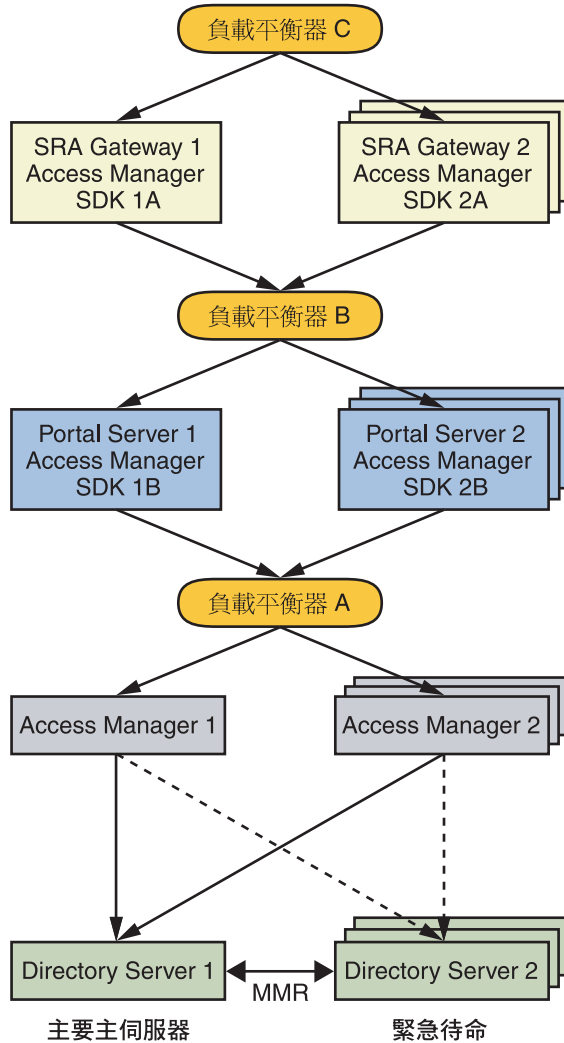 負載平衡器 C
SRA Gateway 1
Access Manager
SDK 1A
SRA Gateway 2
Access Manager
SDK 2A
負載平衡器 B
Portal Server 1
Access Manager
SDK 1B
Portal Server 2
Access Manager
SDK 2B
負載平衡器 A
Access Manager 1
Access Manager 2
Directory Server 1
MMR
Directory Server 2
主要主伺服器
緊急待命